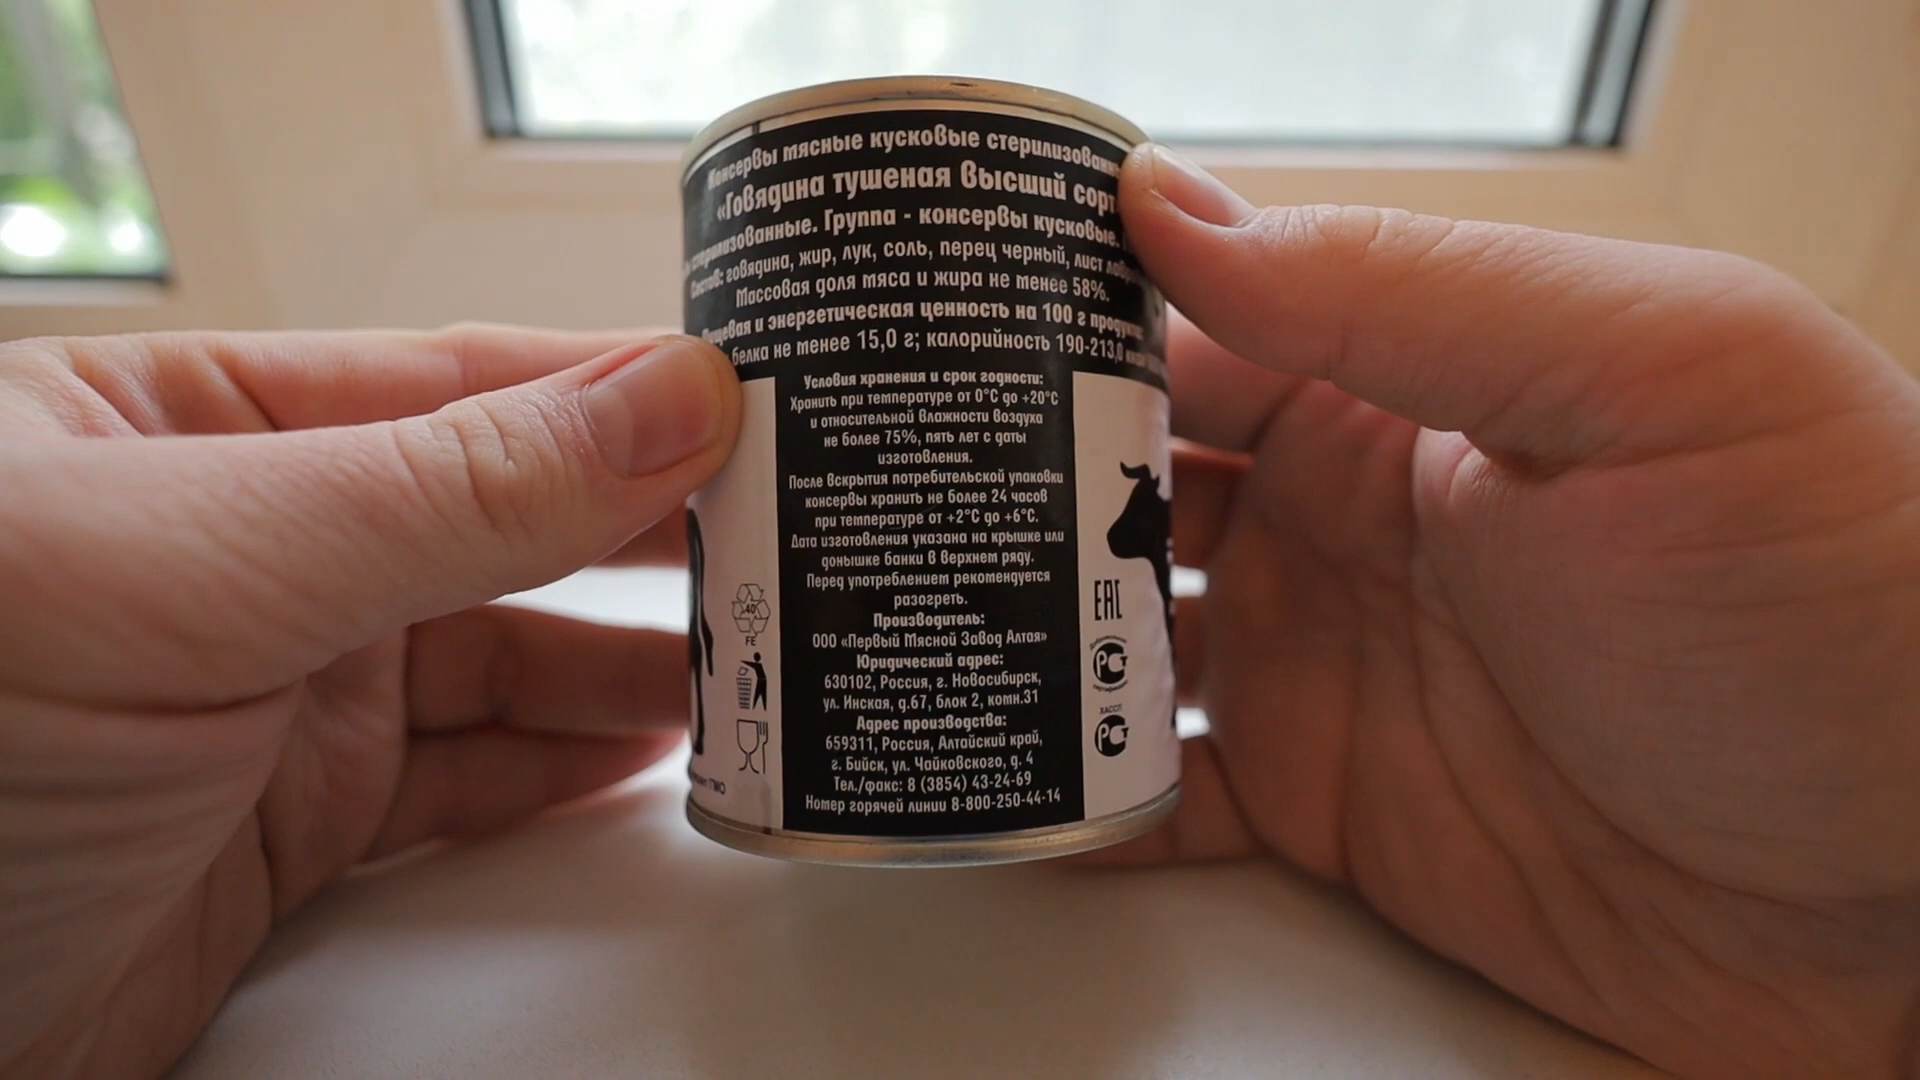 Консервы мясные кусковые стерилизованн
«Говядина тушеная высший сорт
стерилизованные. Группа - консервы кусковые.
Состав: говядина, жир, лук, соль, перец черный, лист
Массовая доля мяса и жира не менее 58%.
Пищевая и энергетическая ценность на 100 г продукта:
белка не менее 15,0 г; калорийность 190-213,0 ккал
Условия хранения и срок годности:
Хранить при температуре от 0°С до +20°С
и относительной влажности воздуха
не более 75%, пять лет с даты
изготовления.
После вскрытия потребительской упаковки
консервы хранить не более 24 часов
при температуре от +2°С до +6°С.
Дата изготовления указана на крышке или
донышке банки в верхнем ряду.
Перед употреблением рекомендуется
разогреть.
Производитель:
ООО «Первый Мясной Завод Алтая»
Юридический адрес:
630102, Россия, г. Новосибирск,
ул. Инская, д.67, блок 2, комн.31
Адрес производства:
659311, Россия, Алтайский край,
г. Бийск, ул. Чайковского, д. 4
Тел./факс: 8 (3854) 43-24-69
Номер горячей линии 8-800-250-44-14
40
FE
ГМО
ЕАС
РСТ
ХАССП
РСТ